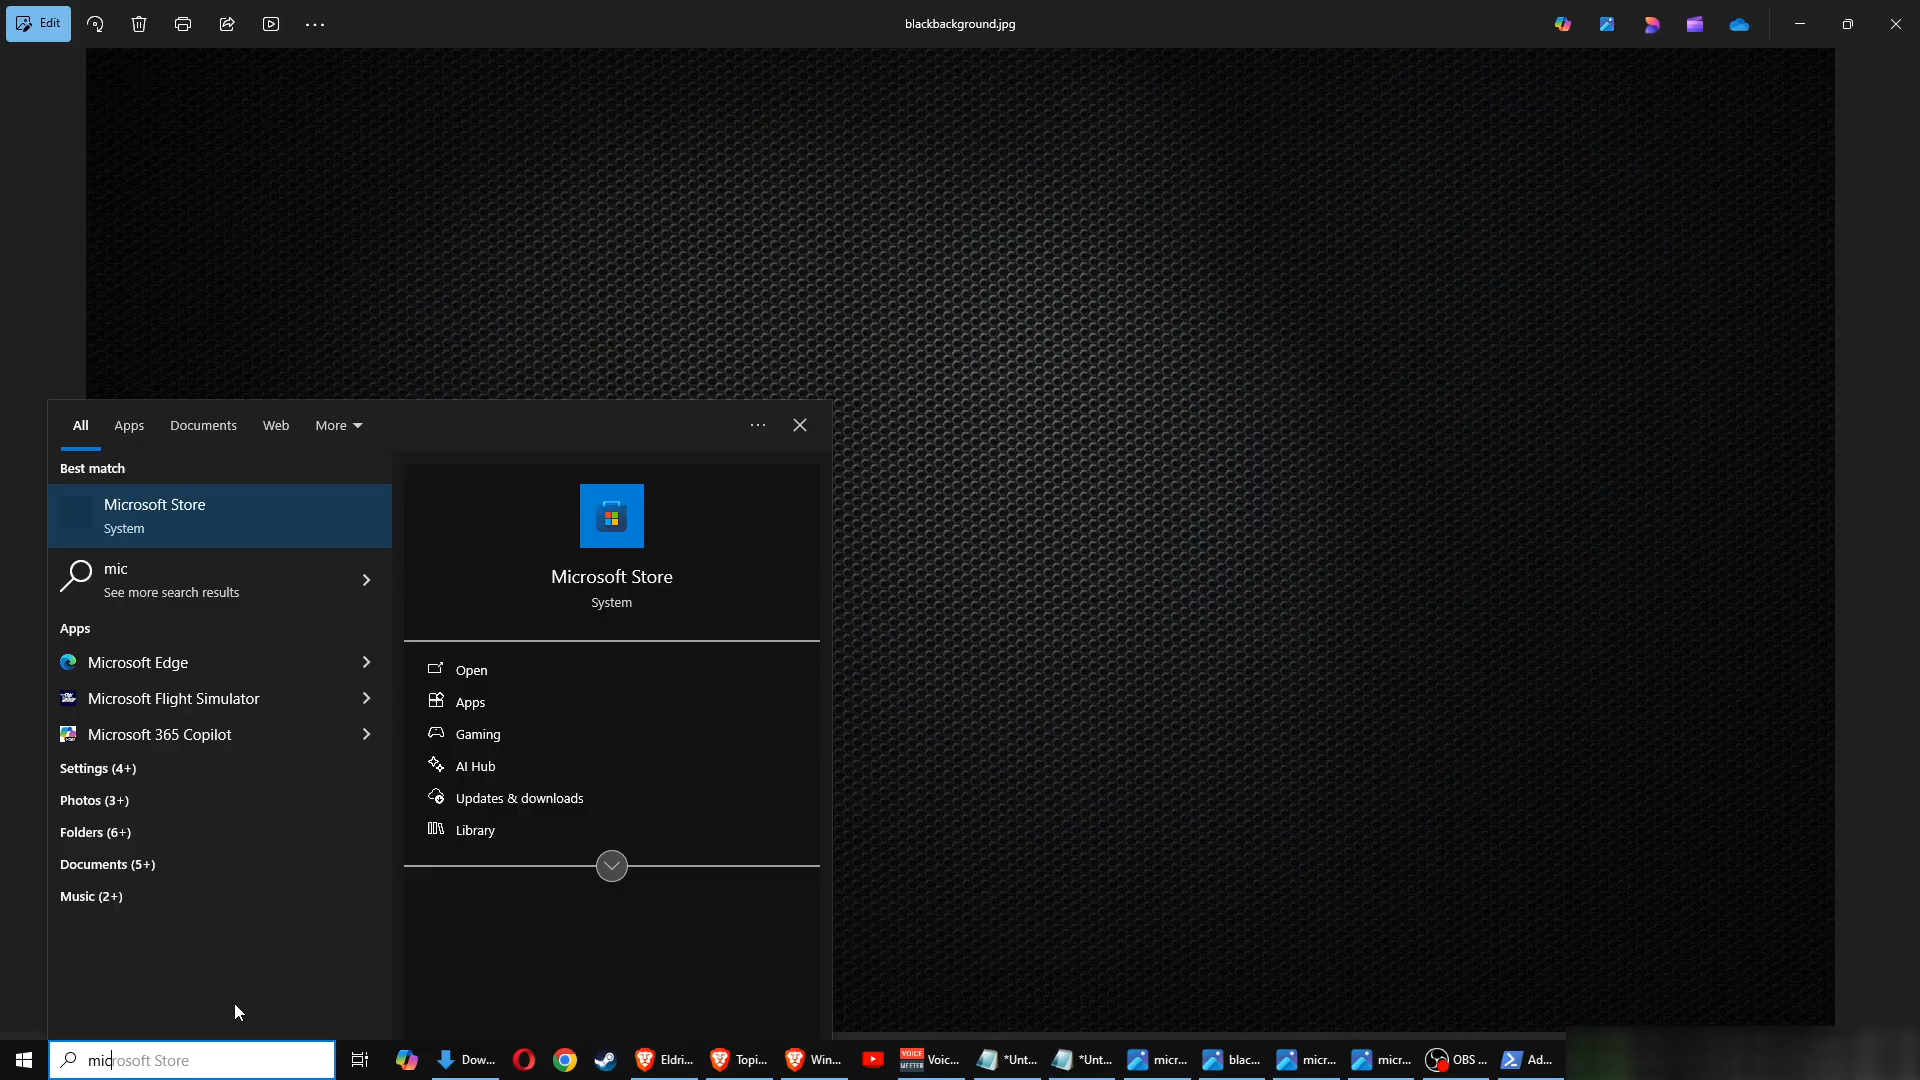 Edit
blackbackground.jpg
All Apps Documents Web More
Best match
Microsoft Store
System
mic
See more search results
Apps
Microsoft Edge
Microsoft Flight Simulator
Microsoft 365 Copilot
Settings (4+)
Photos (3+)
Folders (6+)
Documents (5+)
Music (2+)
Microsoft Store
System
Open
Apps
Gaming
AI Hub
Updates & downloads
Library
microsoft Store
Dow... Eldri... Topi... Win... VOICE MEETER Voic... *Unt... *Unt... micr... blac... micr... micr... OBS ... Ad...